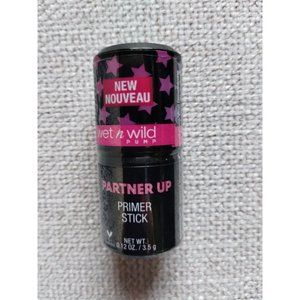 NEW
NOUVEAU
wet n wild
PUMP
PARTNER UP
PRIMER
STICK
NET WT.
0.12 OZ. / 3.5 g